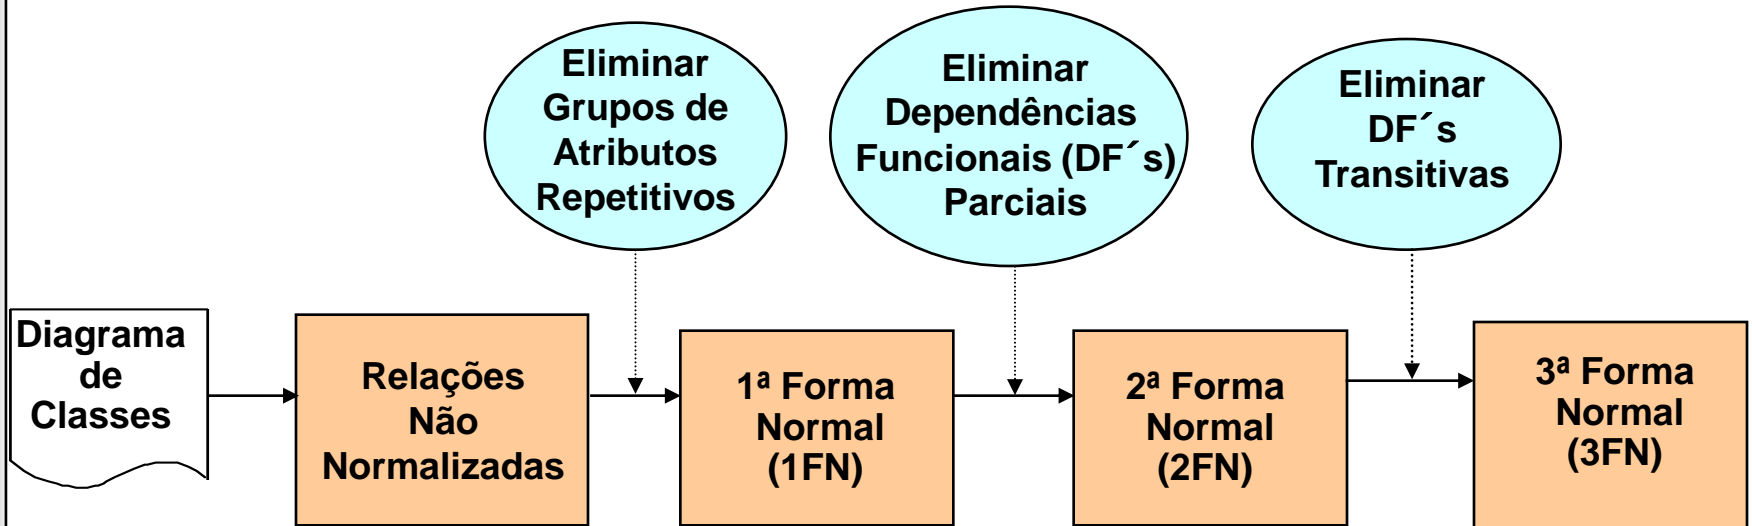 Eliminar
Grupos de
Atributos
Repetitivos
Eliminar
Dependências
Funcionais (DF´s)
Parciais
Eliminar
DF´s
Transitivas
Diagrama
de
Classes
Relações
Não
Normalizadas
1ª Forma
Normal
(1FN)
2ª Forma
Normal
(2FN)
3ª Forma
Normal
(3FN)